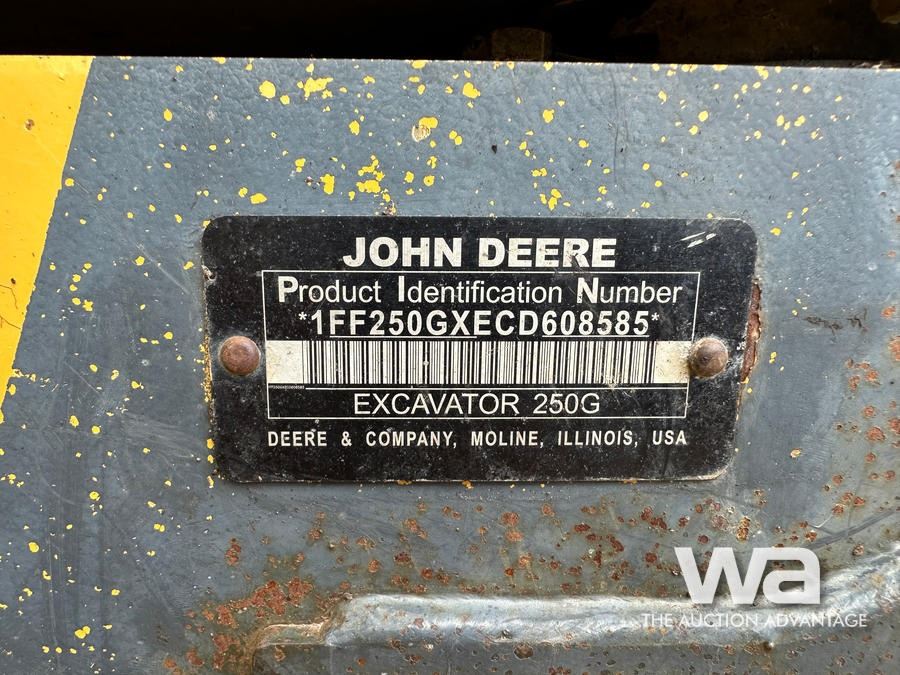 JOHN DEERE
Product Identification Number
*1FF250GXECD608585*
EXCAVATOR 250G
DEERE & COMPANY, MOLINE, ILLINOIS, USA
wa
THE AUCTION ADVANTAGE